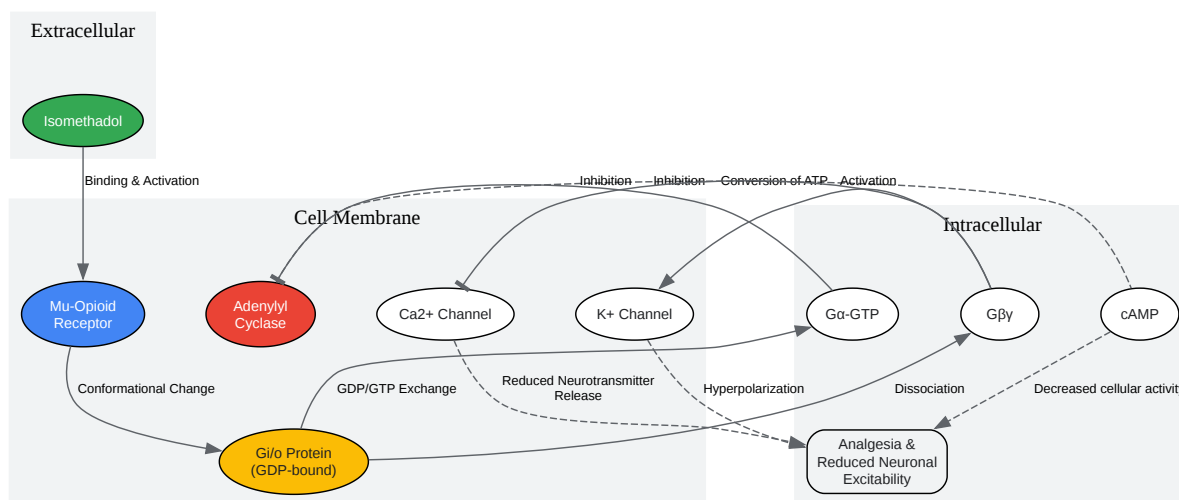 Extracellular
Isomethadol
Binding & Activation
Inhibition
Inhibition
Conversion of ATP
Activation
Cell Membrane
Intracellular
Mu-Opioid
Receptor
Adenylyl
Cyclase
Ca2+ Channel
K+ Channel
Gα-GTP
Gβγ
cAMP
Conformational Change
GDP/GTP Exchange
Reduced Neurotransmitter
Release
Hyperpolarization
Dissociation
Decreased cellular activity
Gi/o Protein
(GDP-bound)
Analgesia &
Reduced Neuronal
Excitability